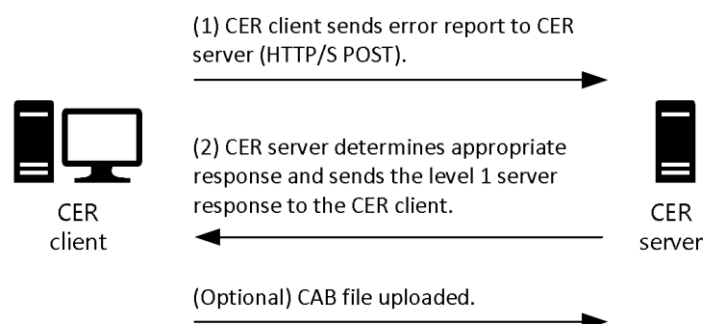 (1) CER client sends error report to CER
server (HTTP/S POST).
(2) CER server determines appropriate
response and sends the level 1 server
response to the CER client.
CER
client
CER
server
(Optional) CAB file uploaded.